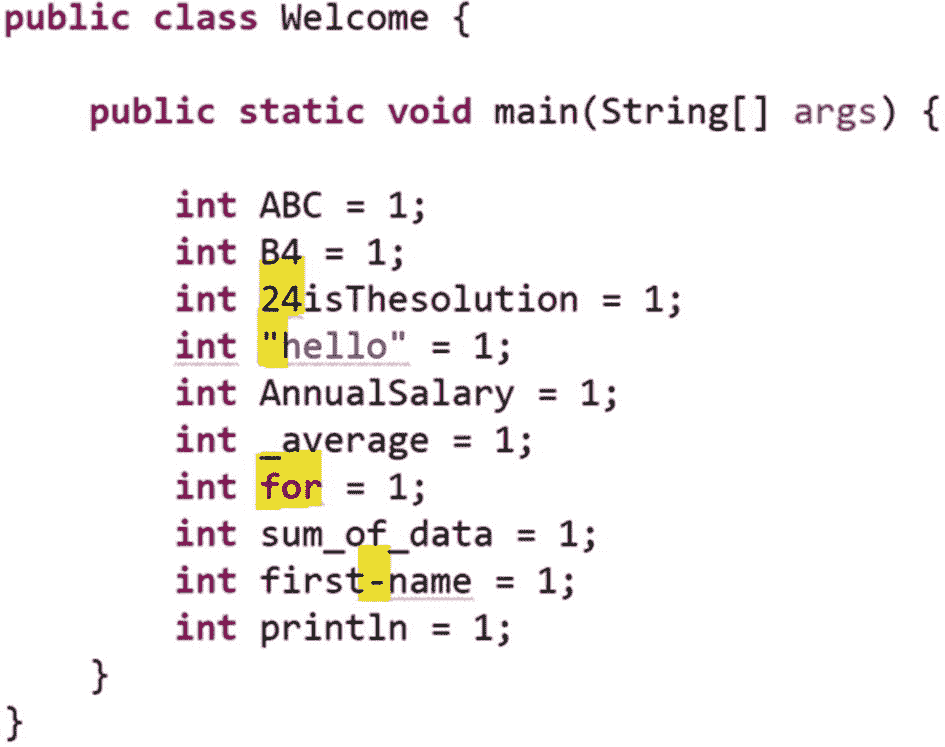 public class Welcome {
public static void main(String[] args) {
int ABC = 1;
int B4 = 1;
int 24isThesolution = 1;
int "hello" = 1;
int AnnualSalary = 1;
int _average = 1;
int for = 1;
int sum_of_data = 1;
int first-name = 1;
int println = 1;
}
}